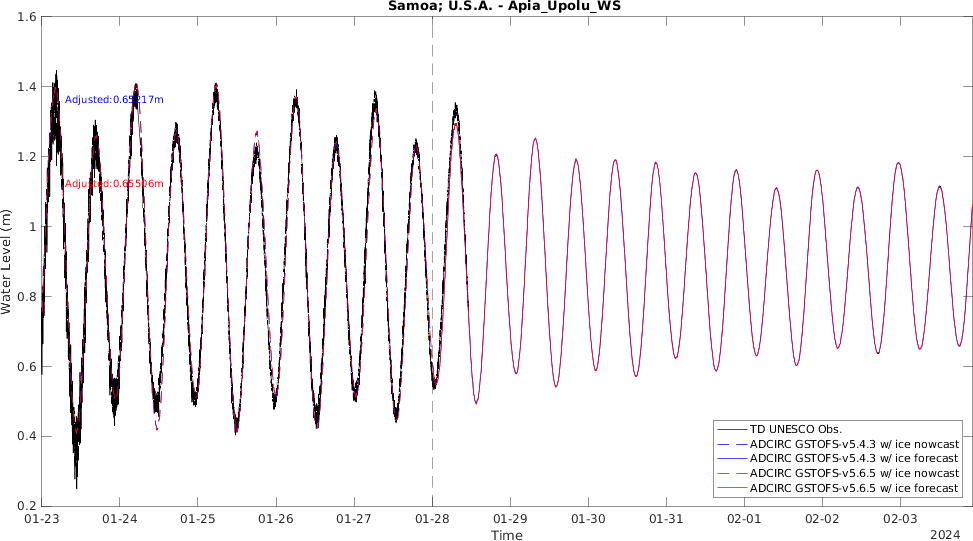 Samoa; U.S.A. - Apia_Upolu_WS
1.6
1.4
1.2
1
0.8
0.6
0.4
0.2
Water Level (m)
Adjusted:0.65217m
Adjusted:0.65506m
TD UNESCO Obs.
ADCIRC GSTOFS-v5.4.3 w/ ice nowcast
ADCIRC GSTOFS-v5.4.3 w/ ice forecast
ADCIRC GSTOFS-v5.6.5 w/ ice nowcast
ADCIRC GSTOFS-v5.6.5 w/ ice forecast
01-23 01-24 01-25 01-26 01-27 01-28 01-29 01-30 01-31 02-01 02-02 02-03
Time
2024